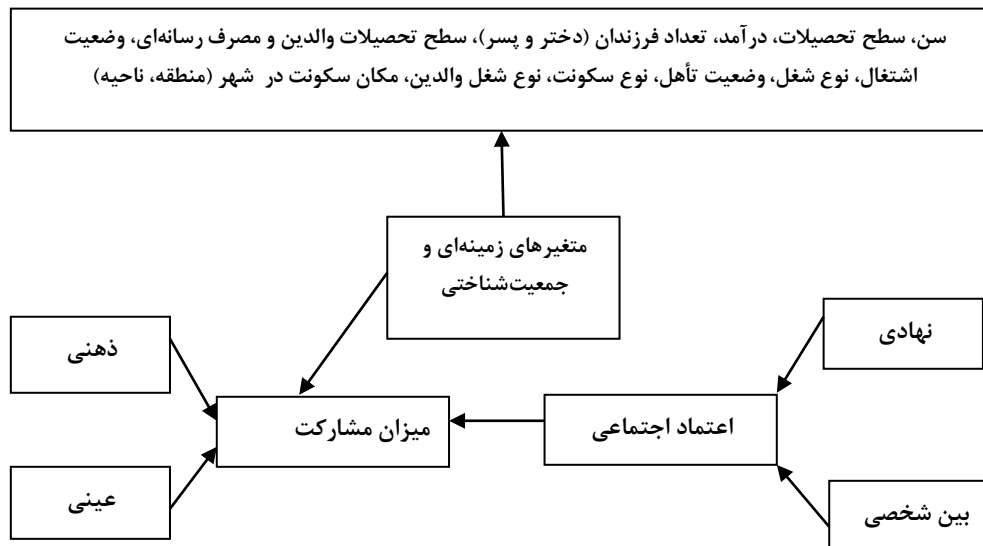 سن، سطح تحصیلات، درآمد، تعداد فرزندان (دختر و پسر)، سطح تحصیلات والدین و مصرف رسانه‌ای، وضعیت
اشتغال، نوع شغل، وضعیت تأهل، نوع سکونت، نوع شغل والدین، مکان سکونت در شهر (منطقه، ناحیه)
متغیرهای زمینه‌ای و
جمعیت‌شناختی
نهادی
ذهنی
اعتماد اجتماعی
میزان مشارکت
بین شخصی
عینی